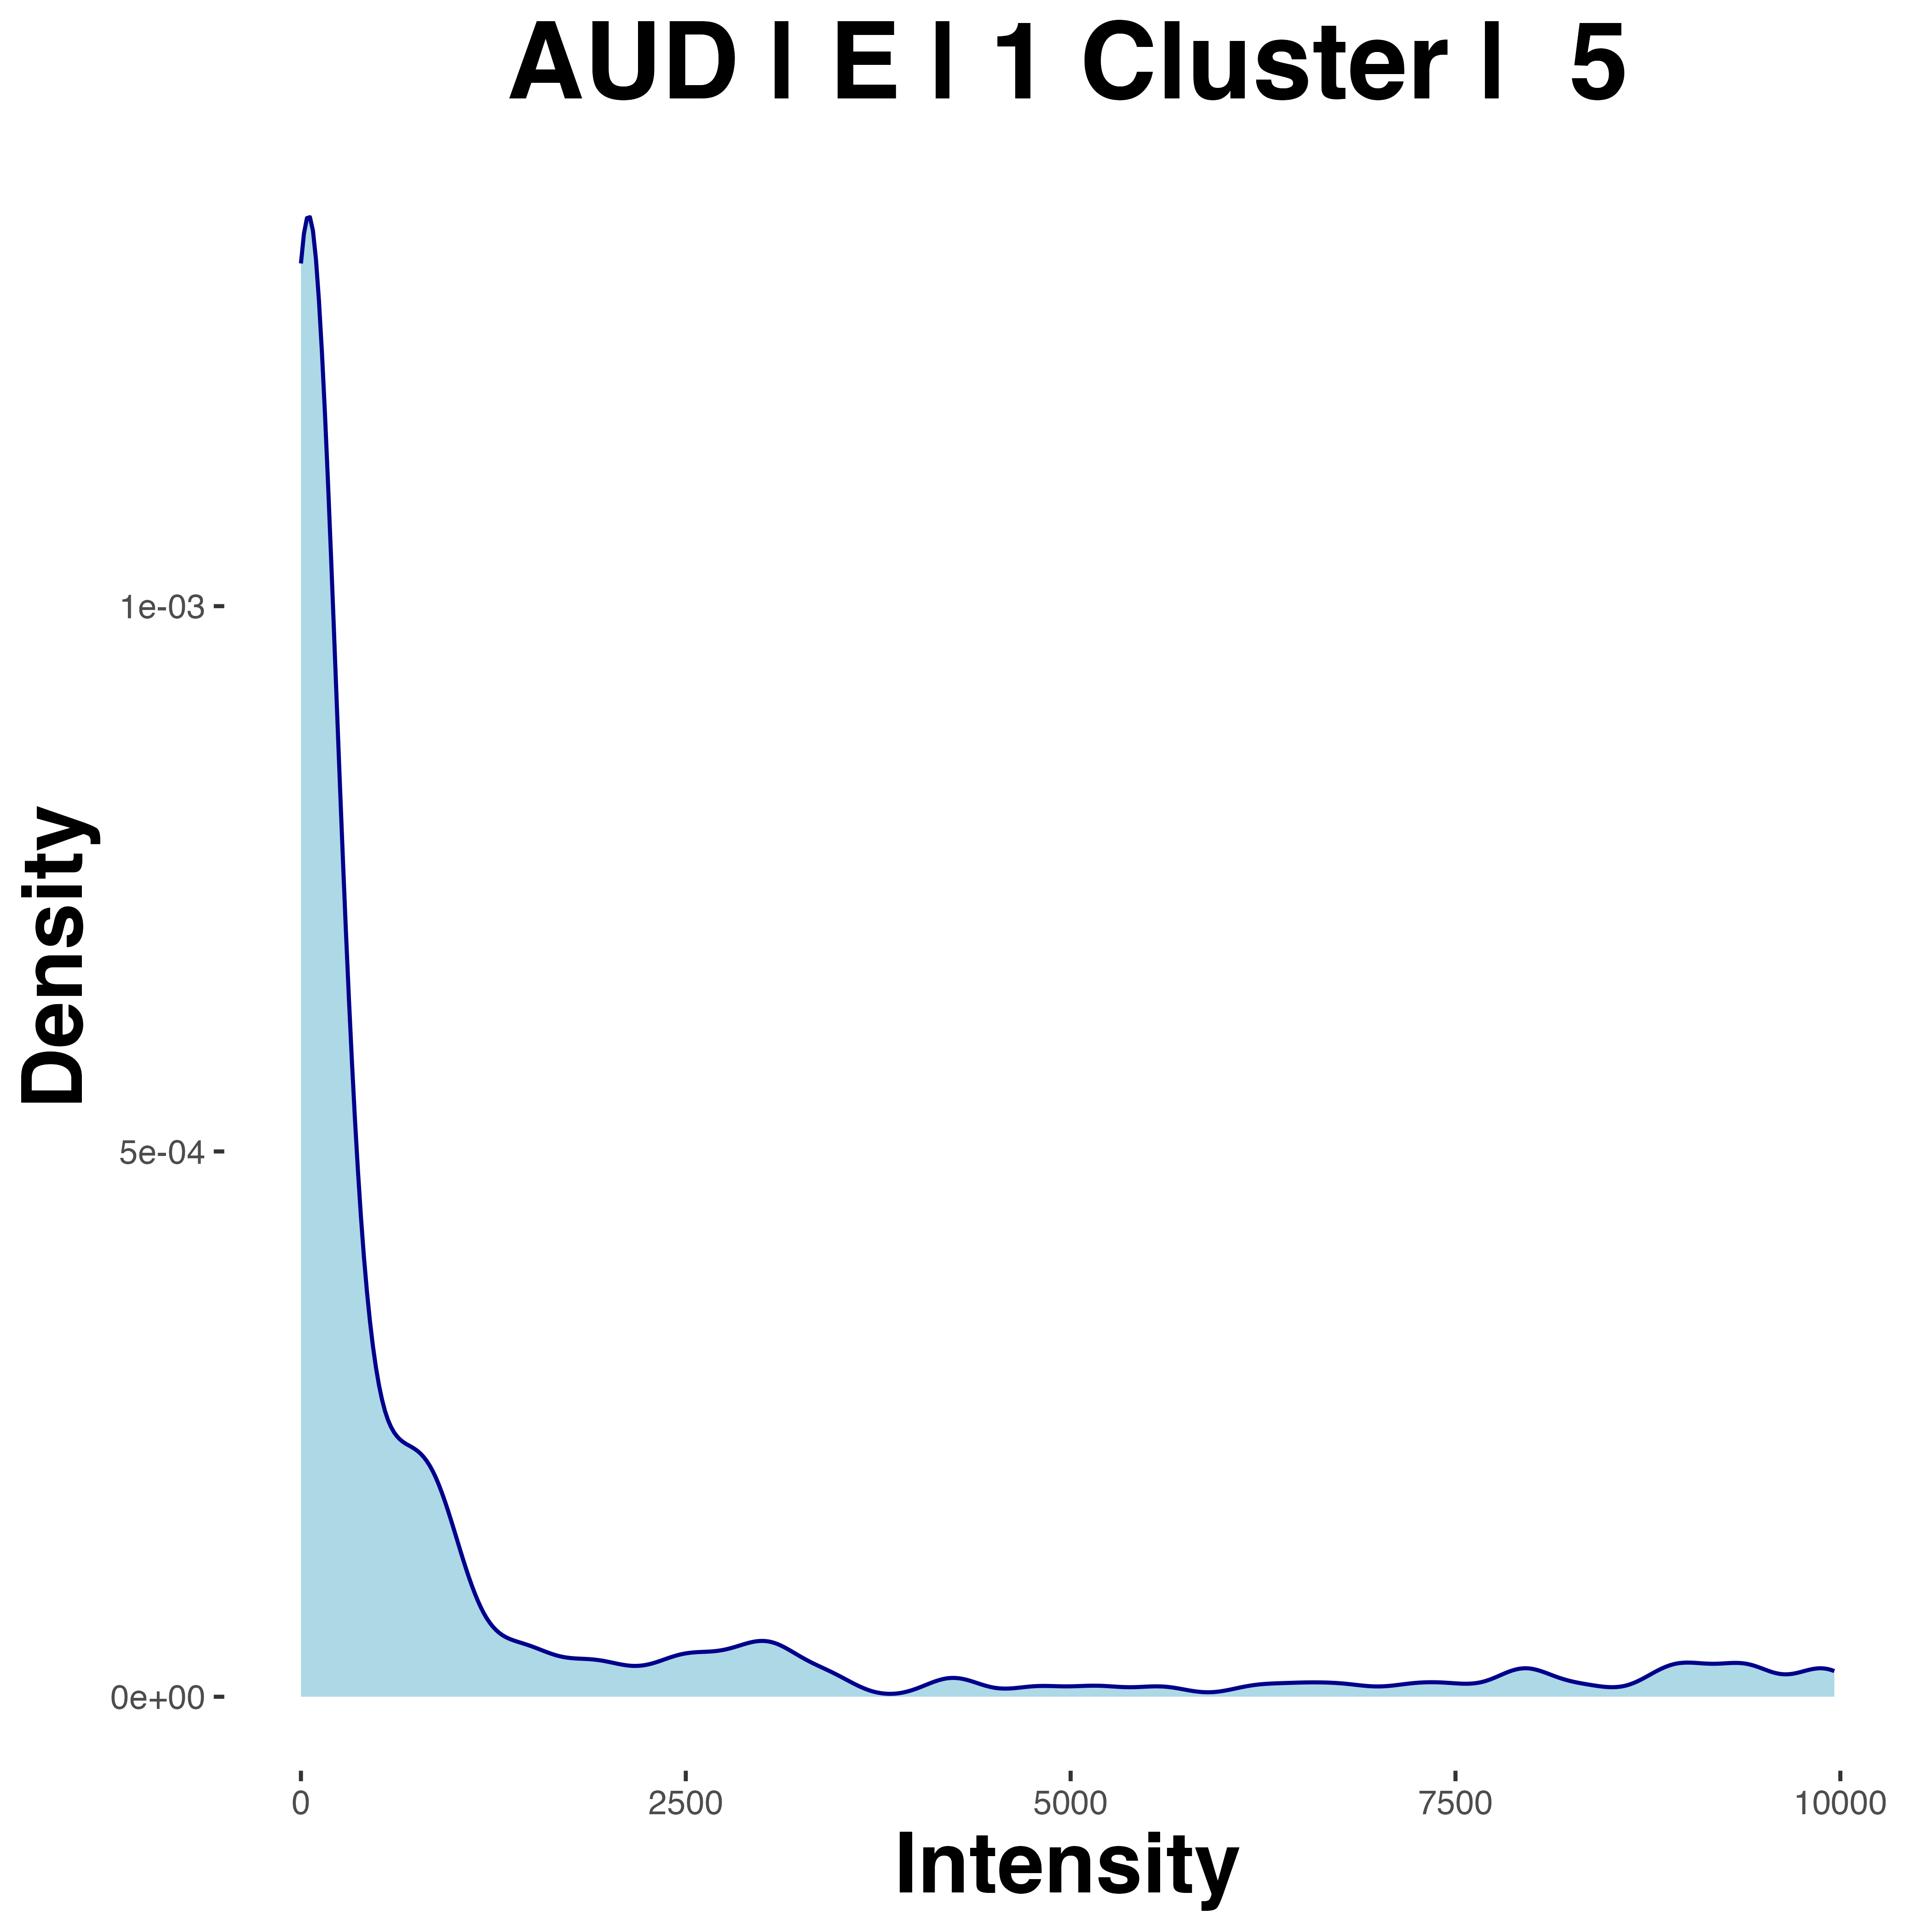 AUD | E | 1 Cluster | 5
Density
1e-03
5e-04
0e+00
0
2500
5000
7500
10000
Intensity